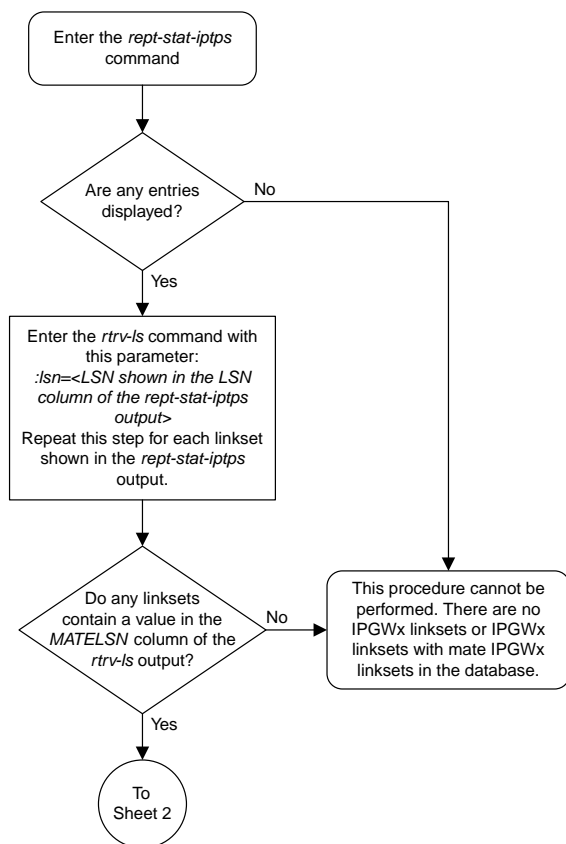 Enter the rept-stat-iptps
command
Are any entries
displayed?
No
Yes
Enter the rtrv-ls command with
this parameter:
:lsn=<LSN shown in the LSN
column of the rept-stat-iptps
output>
Repeat this step for each linkset
shown in the rept-stat-iptps
output.
Do any linksets
contain a value in the
MATELSN column of the
rtrv-ls output?
No
This procedure cannot be
performed. There are no
IPGWx linksets or IPGWx
linksets with mate IPGWx
linksets in the database.
Yes
To
Sheet 2